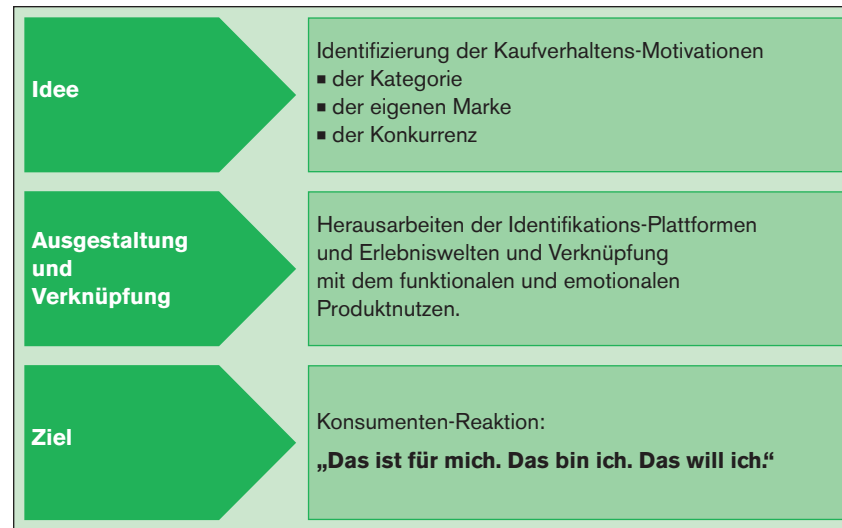 Idee
Identifizierung der Kaufverhaltens-Motivationen
▪ der Kategorie
▪ der eigenen Marke
▪ der Konkurrenz
Ausgestaltung
und
Verknüpfung
Herausarbeiten der Identifikations-Plattformen
und Erlebniswelten und Verknüpfung
mit dem funktionalen und emotionalen
Produktnutzen.
Ziel
Konsumenten-Reaktion:
„Das ist für mich. Das bin ich. Das will ich.“